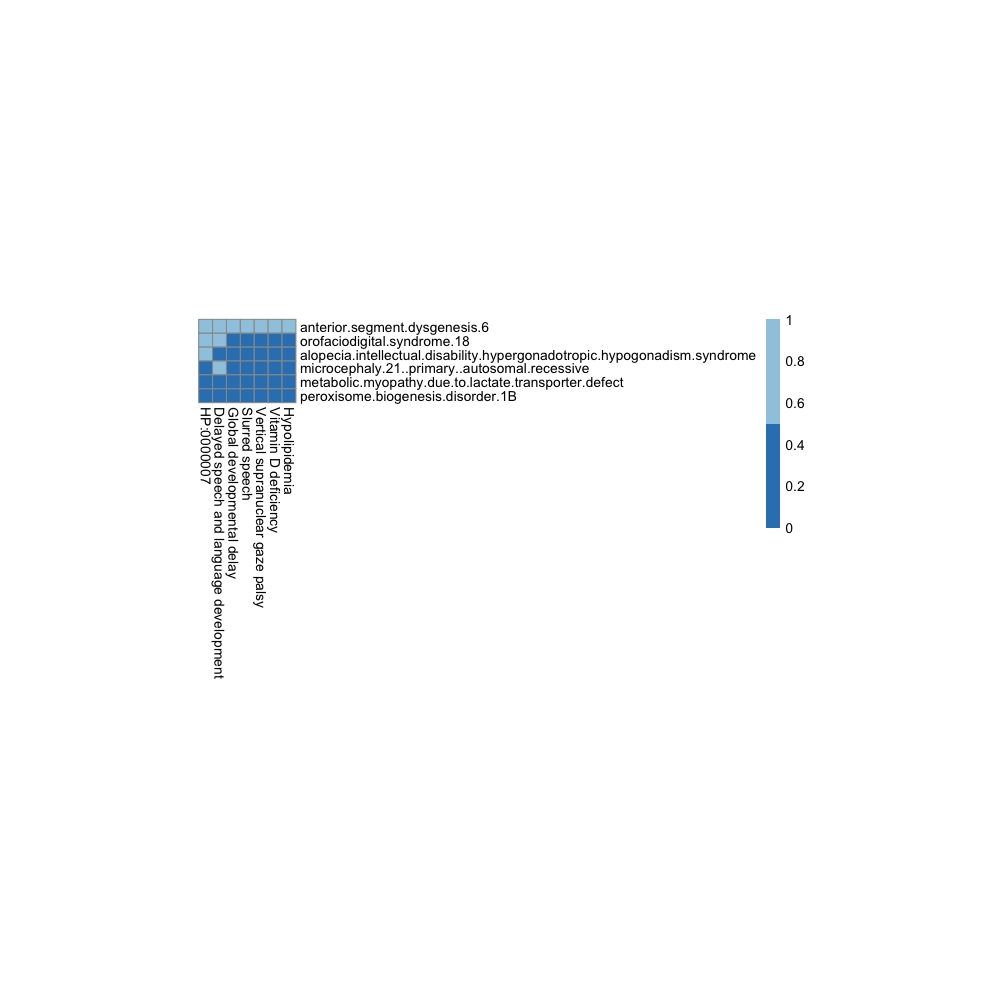 anterior.segment.dysgenesis.6
orofaciodigital.syndrome.18
alopecia.intellectual.disability.hypergonadotropic.hypogonadism.syndrome
microcephaly.21..primary..autosomal.recessive
metabolic.myopathy.due.to.lactate.transporter.defect
peroxisome.biogenesis.disorder.1B
HP:0000007
Delayed speech and language development
Global developmental delay
Slurred speech
Vertical supranuclear gaze palsy
Vitamin D deficiency
Hypolipidemia
1
0.8
0.6
0.4
0.2
0